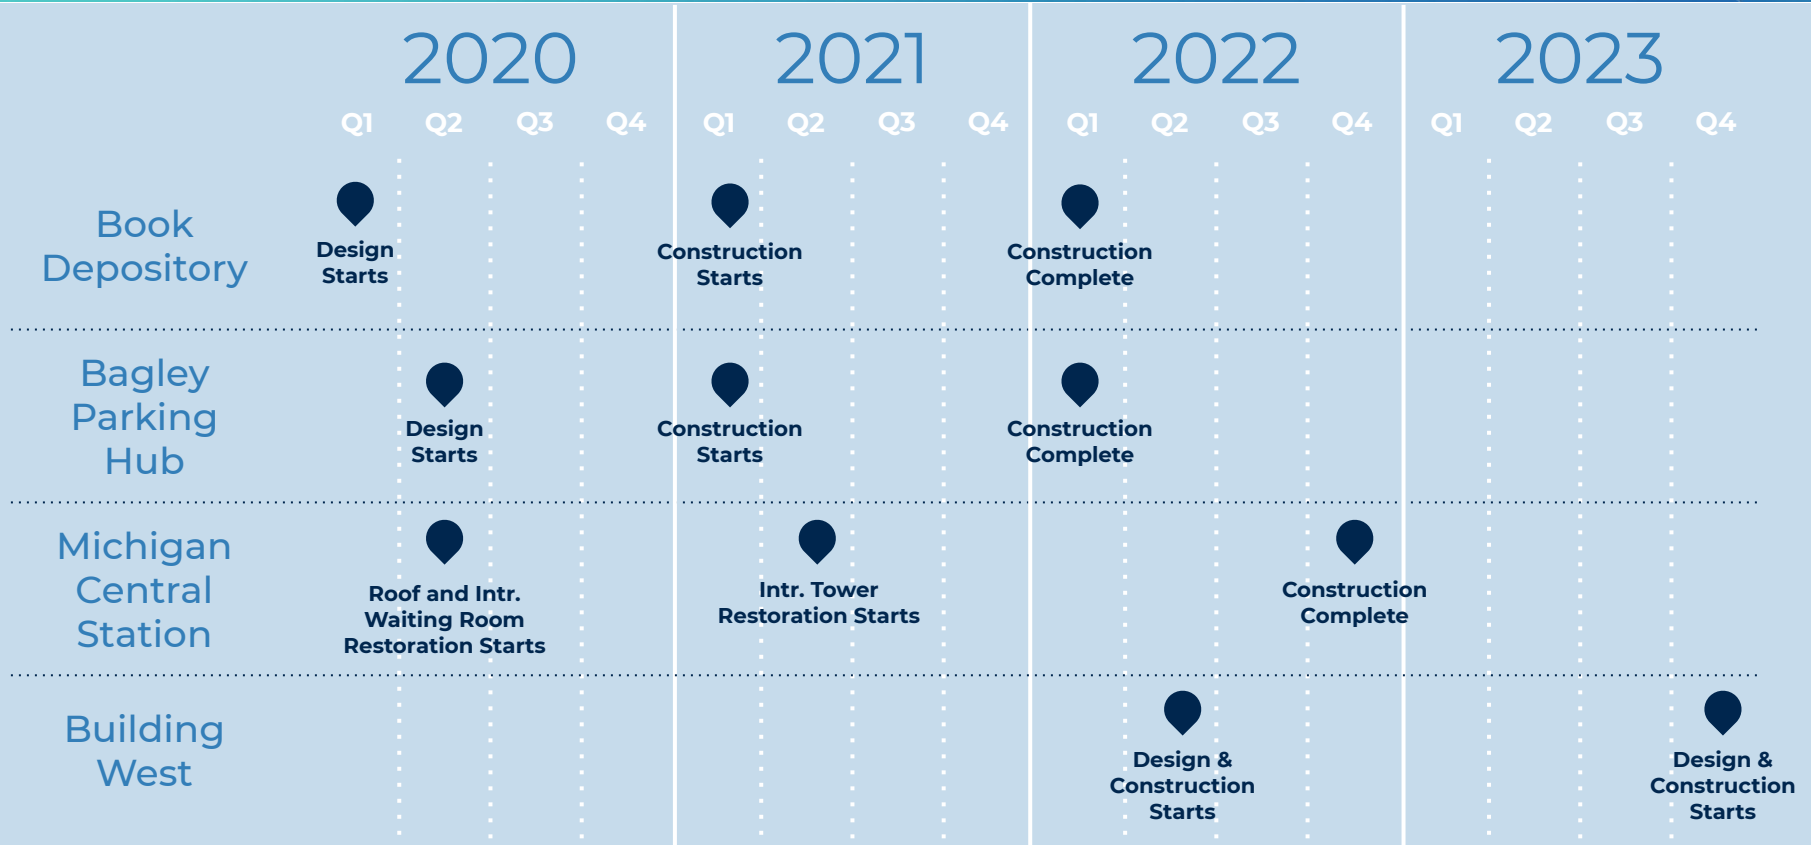 2020 2021 2022 2023
Q1 Q2 Q3 Q4 Q1 Q2 Q3 Q4 Q1 Q2 Q3 Q4 Q1 Q2 Q3 Q4
Book
Depository
Design
Starts
Construction
Starts
Construction
Complete
Bagley
Parking
Hub
Design
Starts
Construction
Starts
Construction
Complete
Michigan
Central
Station
Roof and Intr.
Waiting Room
Restoration Starts
Intr. Tower
Restoration Starts
Construction
Complete
Building
West
Design &
Construction
Starts
Design &
Construction
Starts